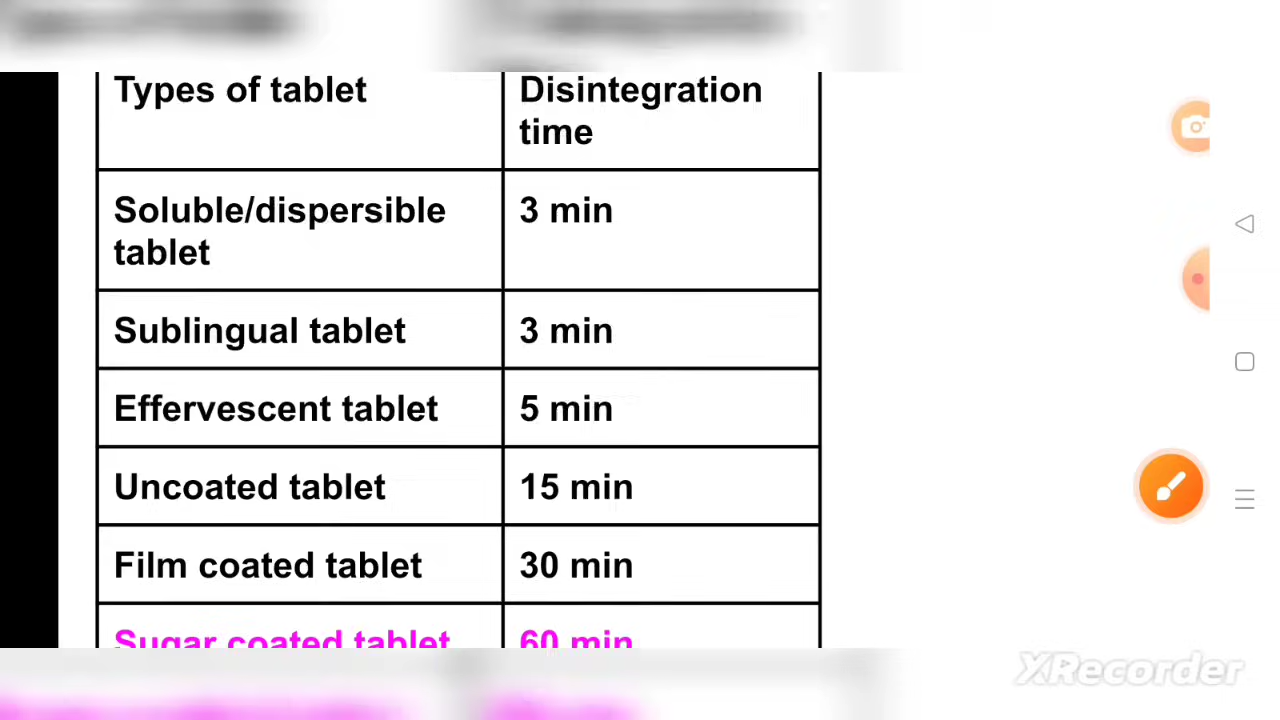 Types of tablet
Disintegration
time
Soluble/dispersible
tablet
3 min
Sublingual tablet
3 min
Effervescent tablet
5 min
Uncoated tablet
15 min
Film coated tablet
30 min
Sugar coated tablet
60 min
XRecorder